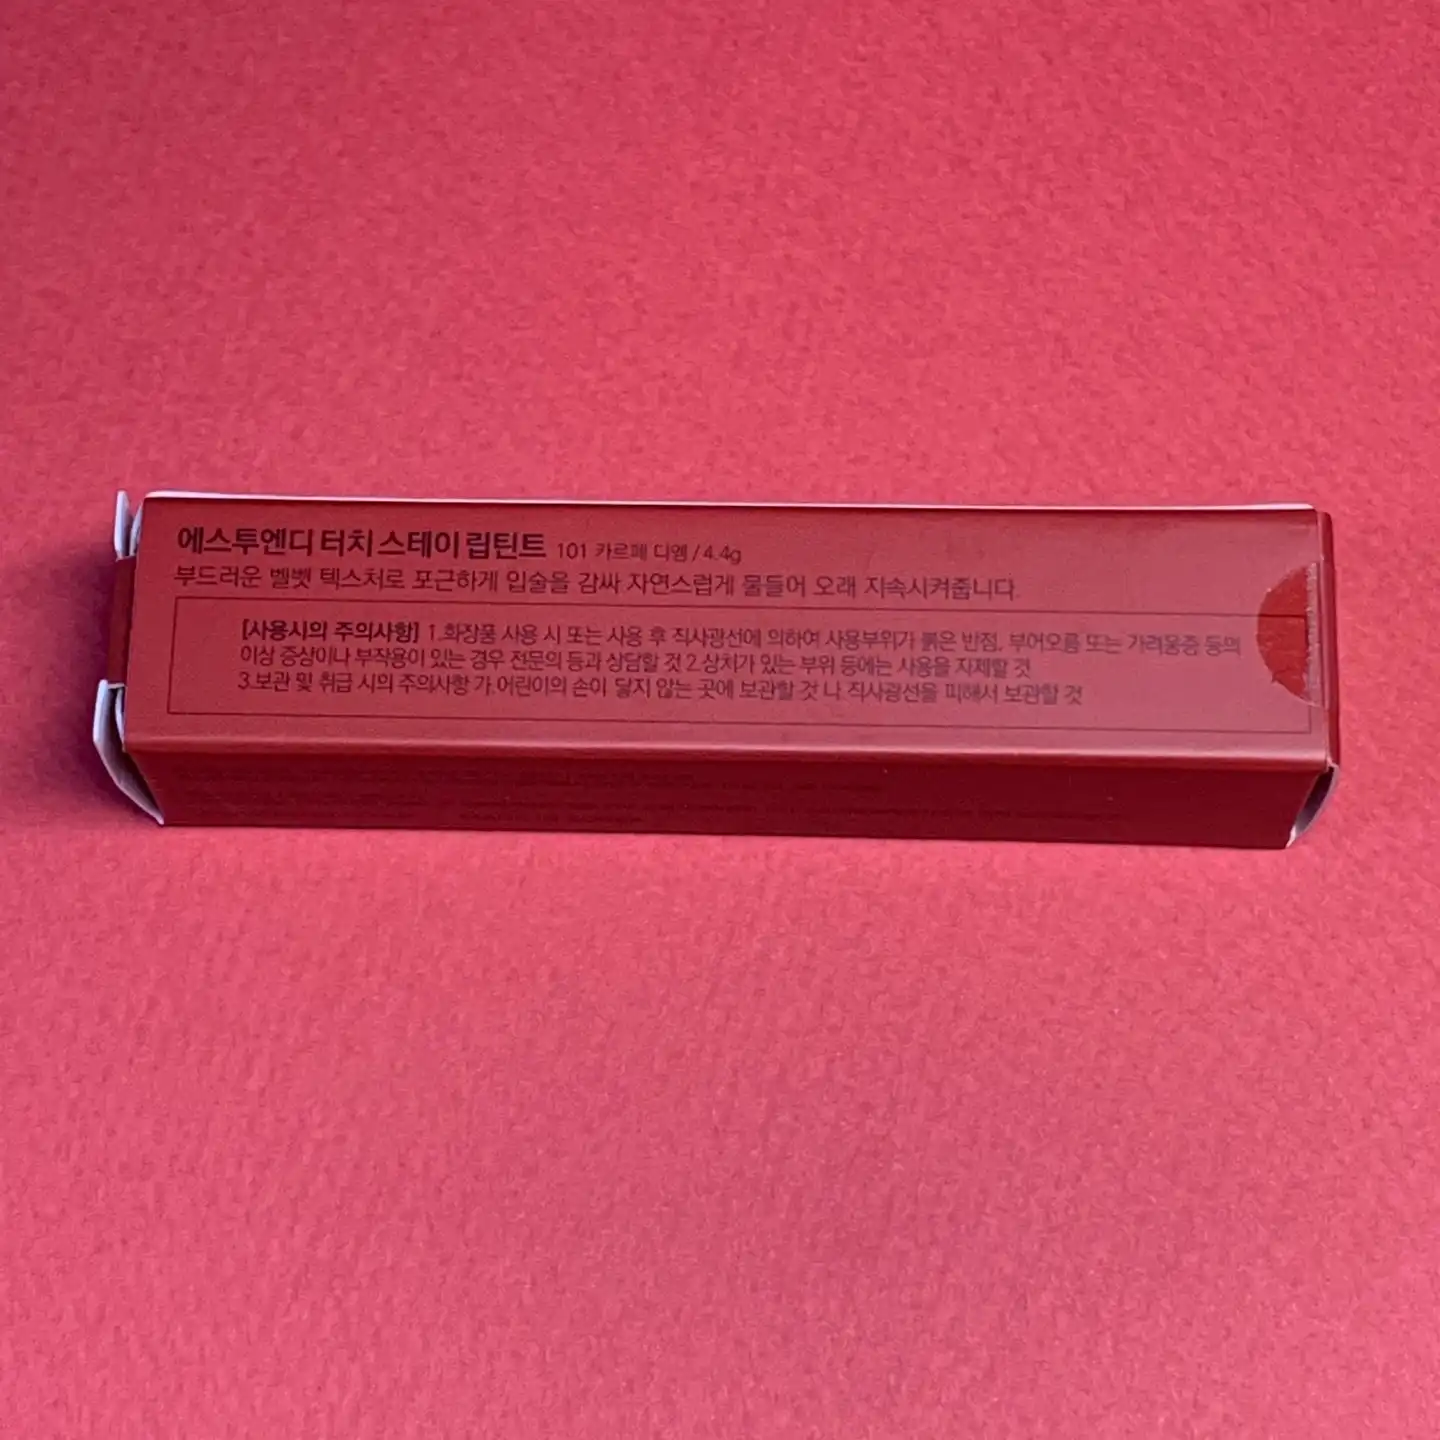 에스투엔디 터치 스테이 립틴트 101 카르페 디엠 / 4.4g
부드러운 벨벳 텍스처로 포근하게 입술을 감싸 자연스럽게 물들어 오래 지속시켜줍니다.
[사용시의 주의사항] 1.화장품 사용 시 또는 사용 후 직사광선에 의하여 사용부위가 붉은 반점, 부어오름 또는 가려움증 등의
이상 증상이나 부작용이 있는 경우 전문의 등과 상담할 것 2.상처가 있는 부위 등에는 사용을 자제할 것
3.보관 및 취급 시의 주의사항 가.어린이의 손이 닿지 않는 곳에 보관할 것 나.직사광선을 피해서 보관할 것